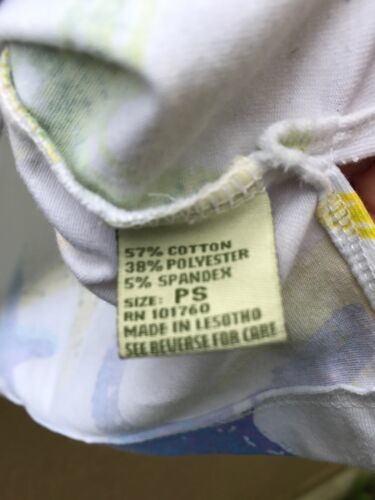 57% COTTON
38% POLYESTER
5% SPANDEX
SIZE: PS
RN 101760
MADE IN LESOTHO
SEE REVERSE FOR CARE